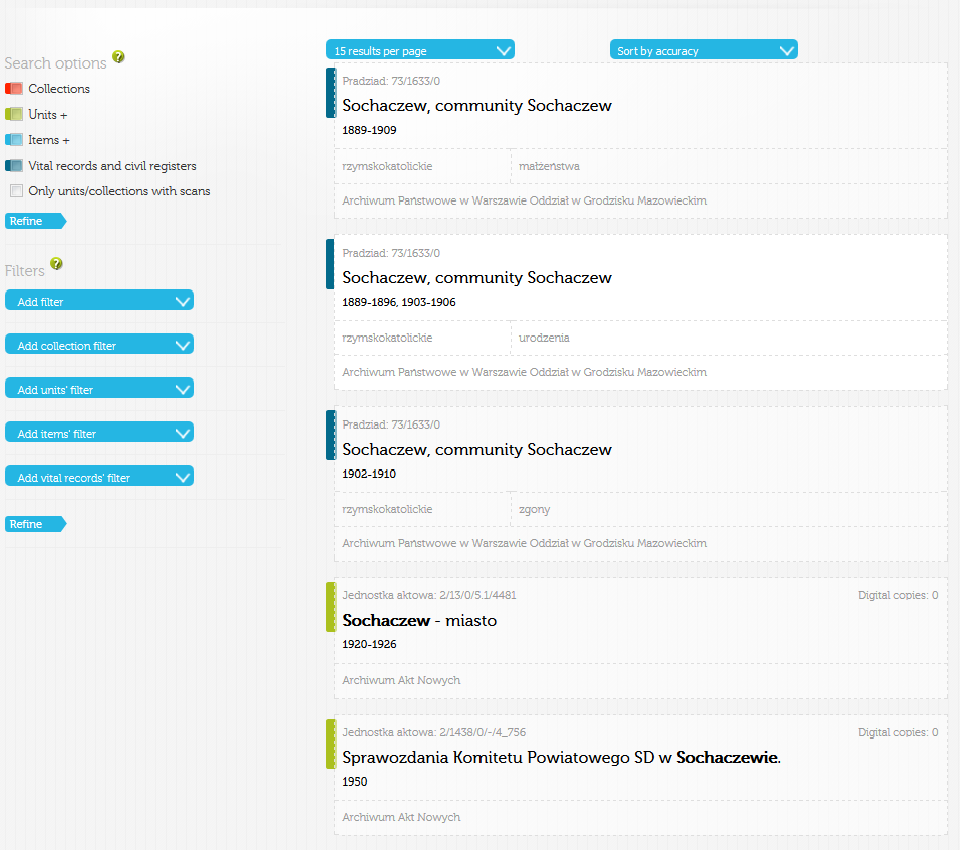 Search options
Collections
Units +
Items +
Vital records and civil registers
Only units/collections with scans
Refine
Filters
Add filter
Add collection filter
Add units' filter
Add items' filter
Add vital records' filter
Refine
15 results per page
Sort by accuracy
Pradziad: 73/1633/0
Sochaczew, community Sochaczew
1889-1909
rzymskokatolickie małżeństwa
Archiwum Państwowe w Warszawie Oddział w Grodzisku Mazowieckim
Pradziad: 73/1633/0
Sochaczew, community Sochaczew
1889-1896, 1903-1906
rzymskokatolickie urodzenia
Archiwum Państwowe w Warszawie Oddział w Grodzisku Mazowieckim
Pradziad: 73/1633/0
Sochaczew, community Sochaczew
1902-1910
rzymskokatolickie zgony
Archiwum Państwowe w Warszawie Oddział w Grodzisku Mazowieckim
Jednostka aktowa: 2/13/0/5.1/4481 Digital copies: 0
Sochaczew - miasto
1920-1926
Archiwum Akt Nowych
Jednostka aktowa: 2/1438/0/-/4_756 Digital copies: 0
Sprawozdania Komitetu Powiatowego SD w Sochaczewie.
1950
Archiwum Akt Nowych